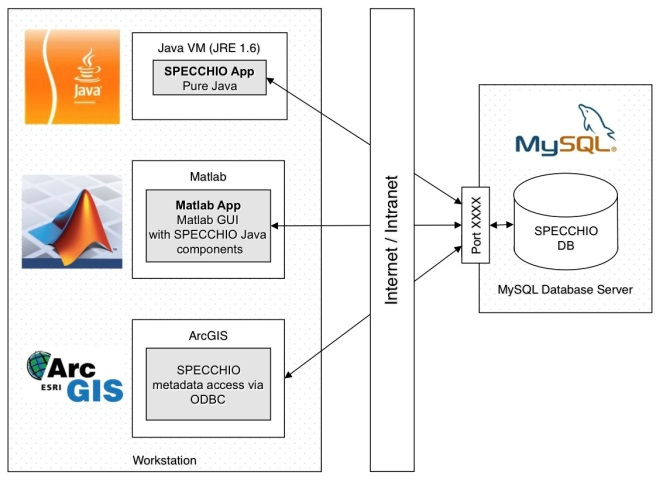 Java VM (JRE 1.6)
SPECCHIO App
Pure Java
Java
Matlab
Matlab App
Matlab GUI
with SPECCHIO Java
components
ArcGIS
SPECCHIO
metadata access via
ODBC
Arc
ESRI GIS
Workstation
Internet / Intranet
Port XXXX
MySQL®
SPECCHIO
DB
MySQL Database Server